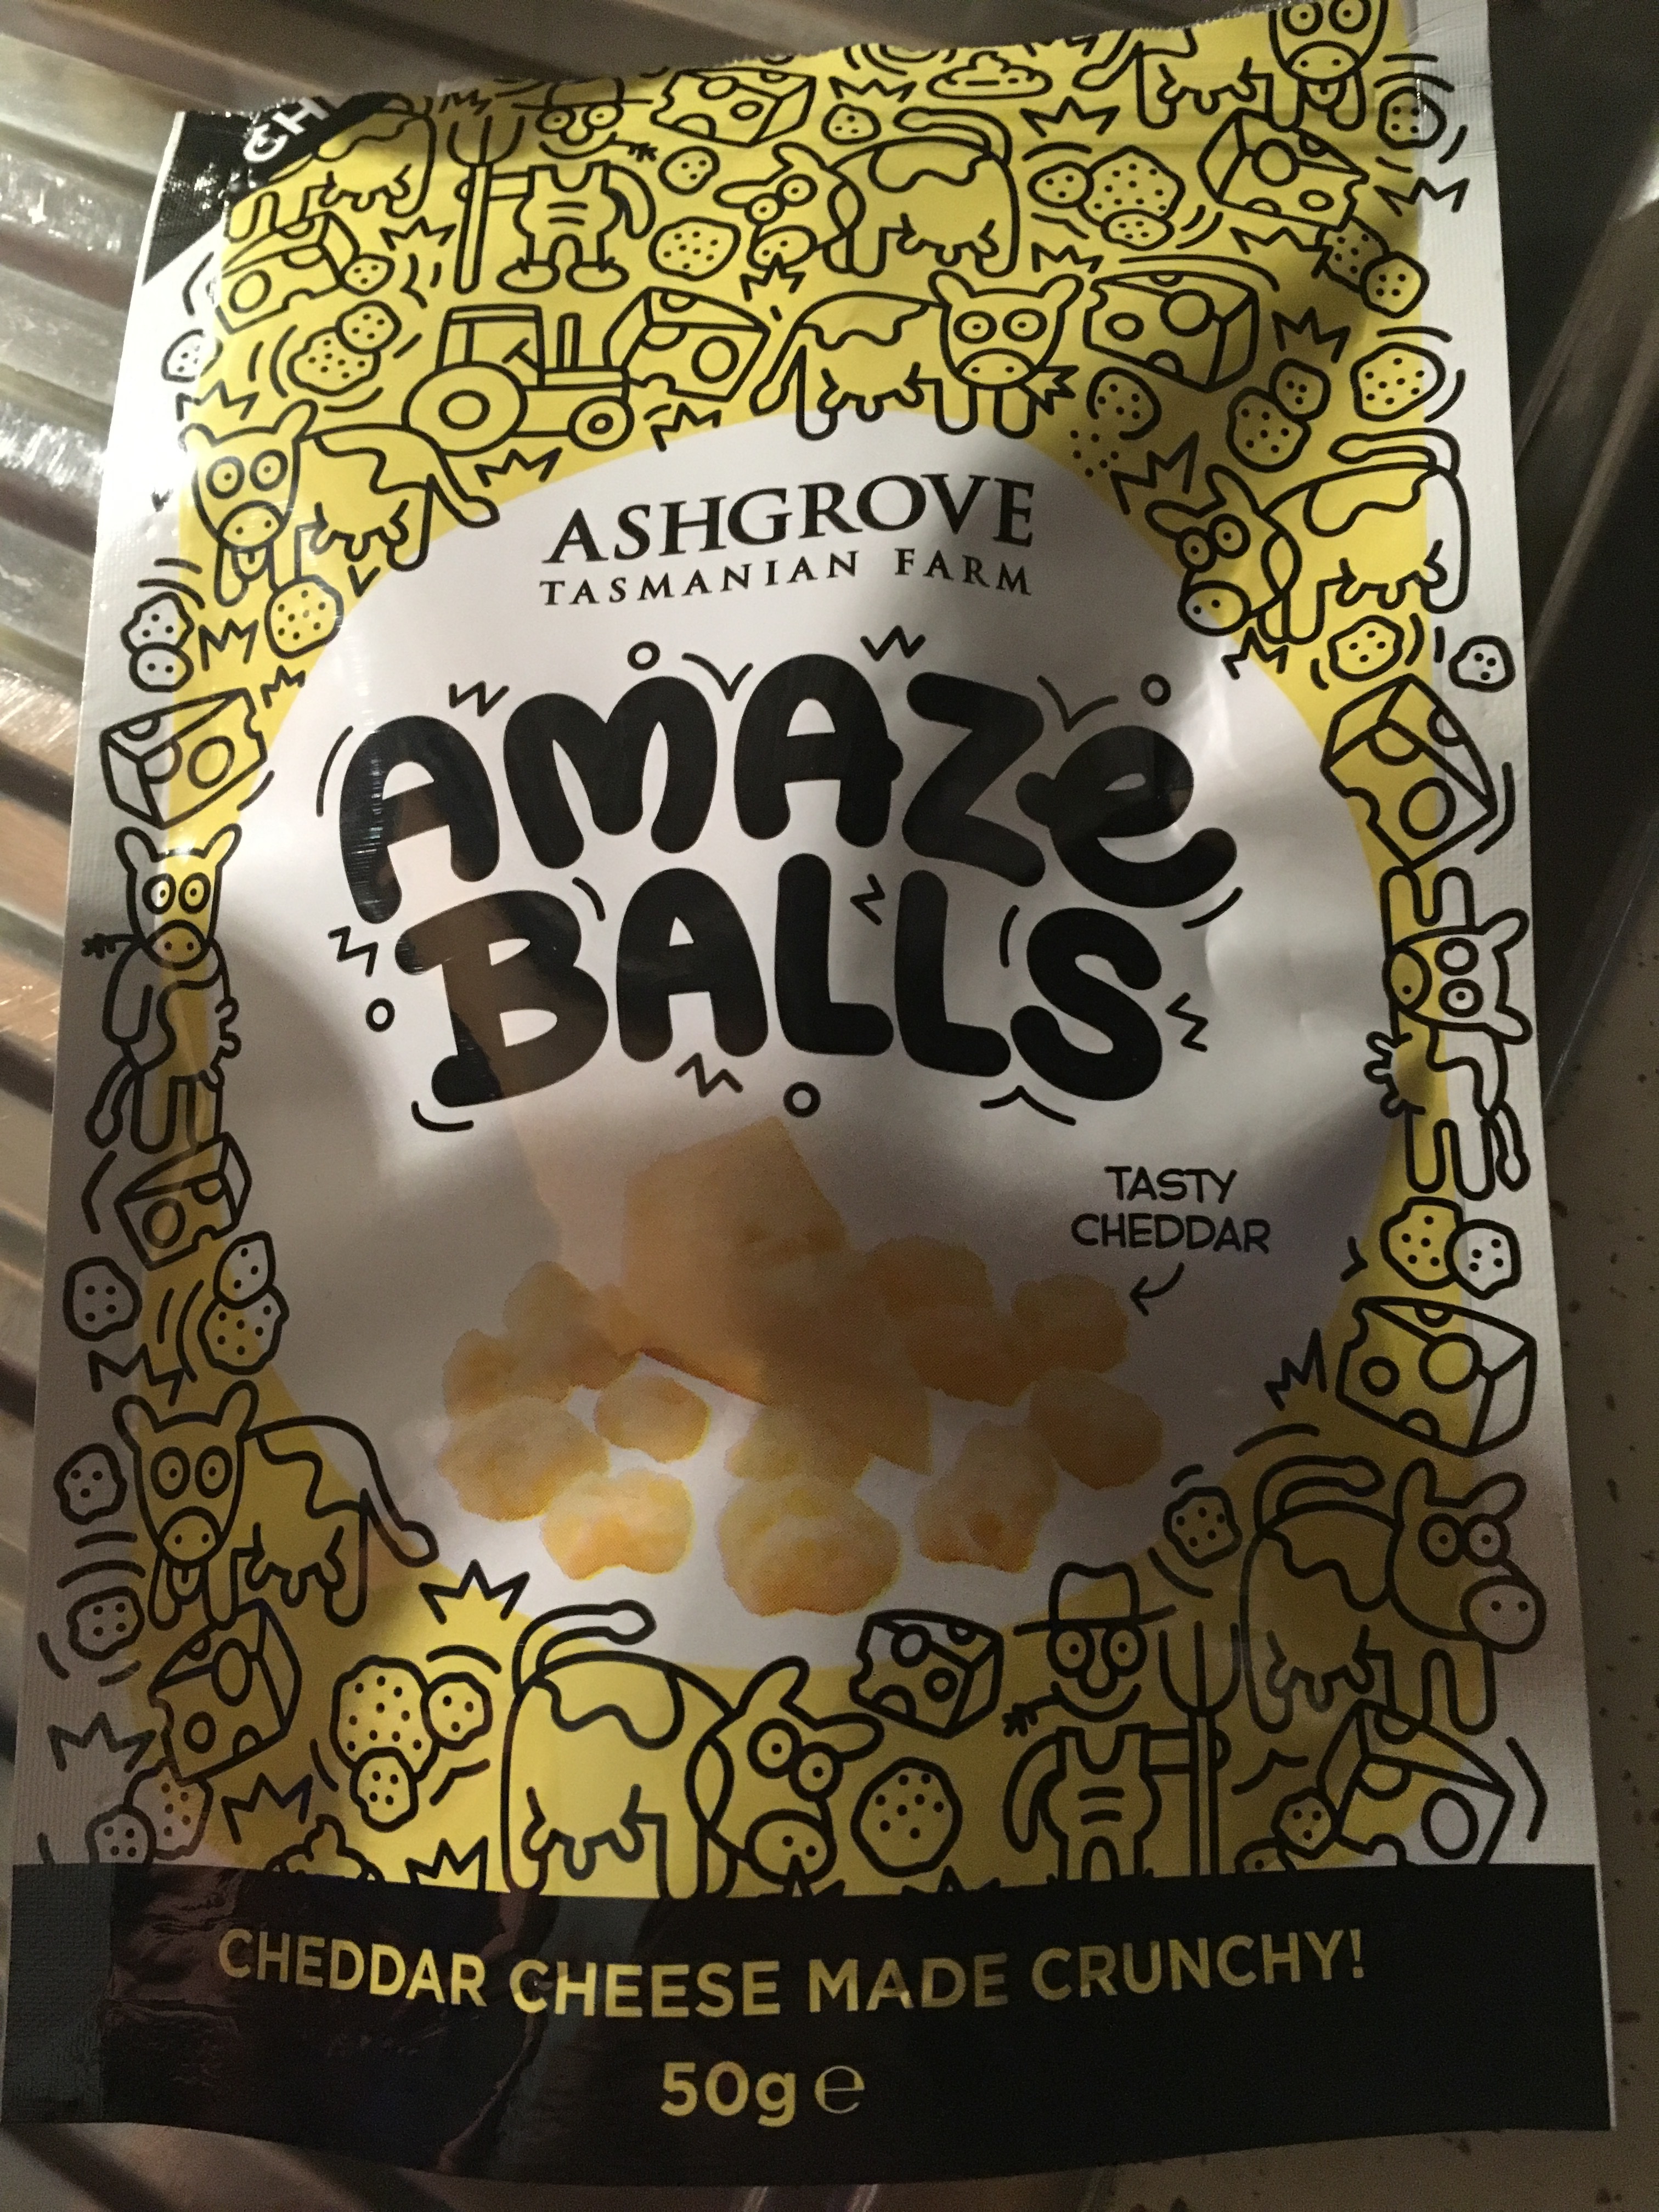 ASHGROVE
TASMANIAN FARM
AMAZe
BALLS
TASTY
CHEDDAR
CHEDDAR CHEESE MADE CRUNCHY!
50g ℮